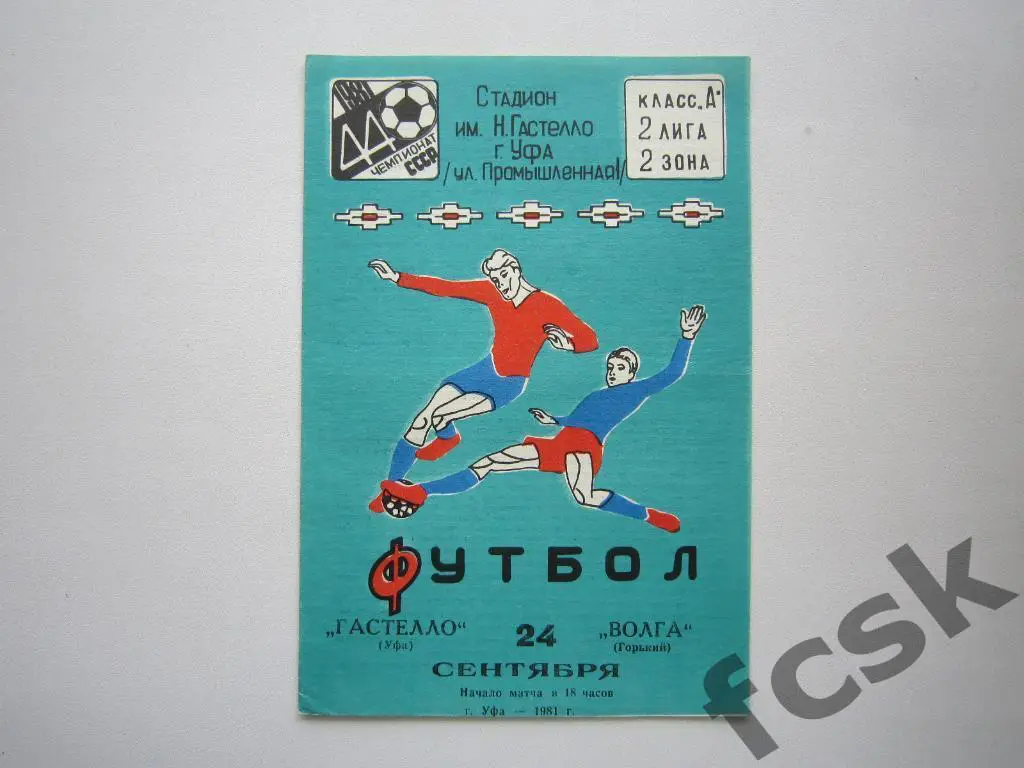 1981
44
ЧЕМПИОНАТ
СССР
СТАДИОН
ИМ. Н.ГАСТЕЛЛО
Г. УФА
/УЛ. ПРОМЫШЛЕННАЯ1/
КЛАСС „А"
2 ЛИГА
2 ЗОНА
ФУТБОЛ
„ГАСТЕЛЛО"
(Уфа)
24
СЕНТЯБРЯ
„ВОЛГА"
(Горький)
Начало матча в 18 часов
г. Уфа — 1981 г.
fcsk